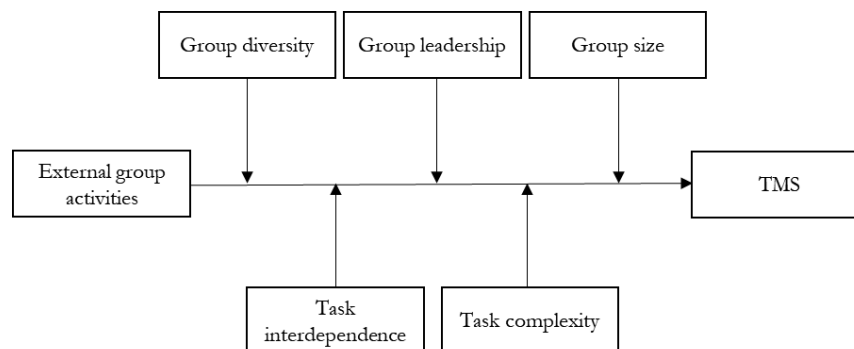 Group diversity
Group leadership
Group size
External group
activities
TMS
Task
interdependence
Task complexity